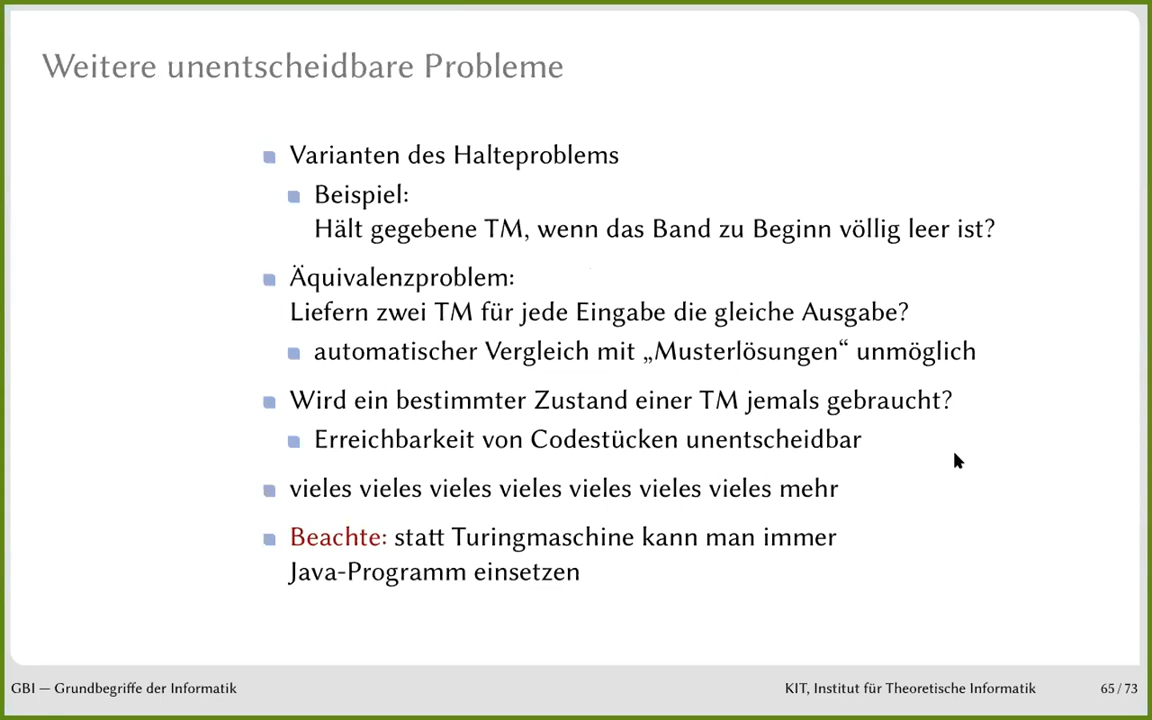 Weitere unentscheidbare Probleme
Varianten des Halteproblems
Beispiel:
Hält gegebene TM, wenn das Band zu Beginn völlig leer ist?
Äquivalenzproblem:
Liefern zwei TM für jede Eingabe die gleiche Ausgabe?
automatischer Vergleich mit „Musterlösungen“ unmöglich
Wird ein bestimmter Zustand einer TM jemals gebraucht?
Erreichbarkeit von Codestücken unentscheidbar
vieles vieles vieles vieles vieles vieles vieles mehr
Beachte: statt Turingmaschine kann man immer
Java-Programm einsetzen
GBI — Grundbegriffe der Informatik
KIT, Institut für Theoretische Informatik
65 / 73